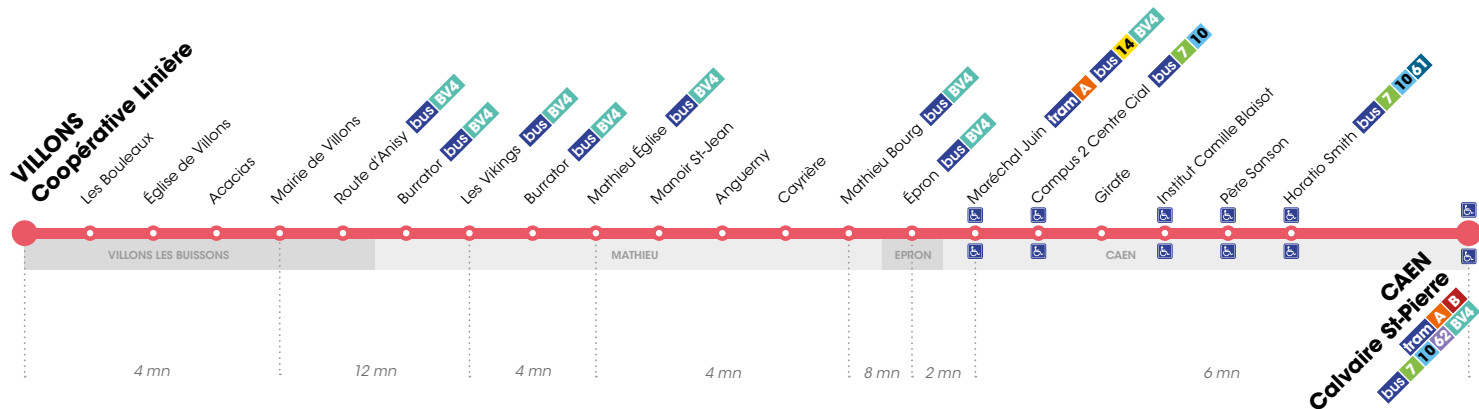 VILLONS
Coopérative Linière
Les Bouleaux
Église de Villons
Acacias
Mairie de Villons
Route d'Anisy bus BV4
Burrator bus BV4
Les Vikings bus BV4
Burrator bus BV4
Mathieu Église bus BV4
Manoir St-Jean
Anguerny
Cayrière
Mathieu Bourg bus BV4
Épron bus BV4
Maréchal Juin tram A bus 14 BV4
Campus 2 Centre Cial bus 7 10
Girafe
Institut Camille Blaisot
Père Sanson
Horatio Smith bus 7 10 61
CAEN
Calvaire St-Pierre
tram A B
bus 7 10 62 BV4
VILLONS LES BUISSONS
MATHIEU
EPRON
CAEN
4 mn
12 mn
4 mn
4 mn
8 mn
2 mn
6 mn